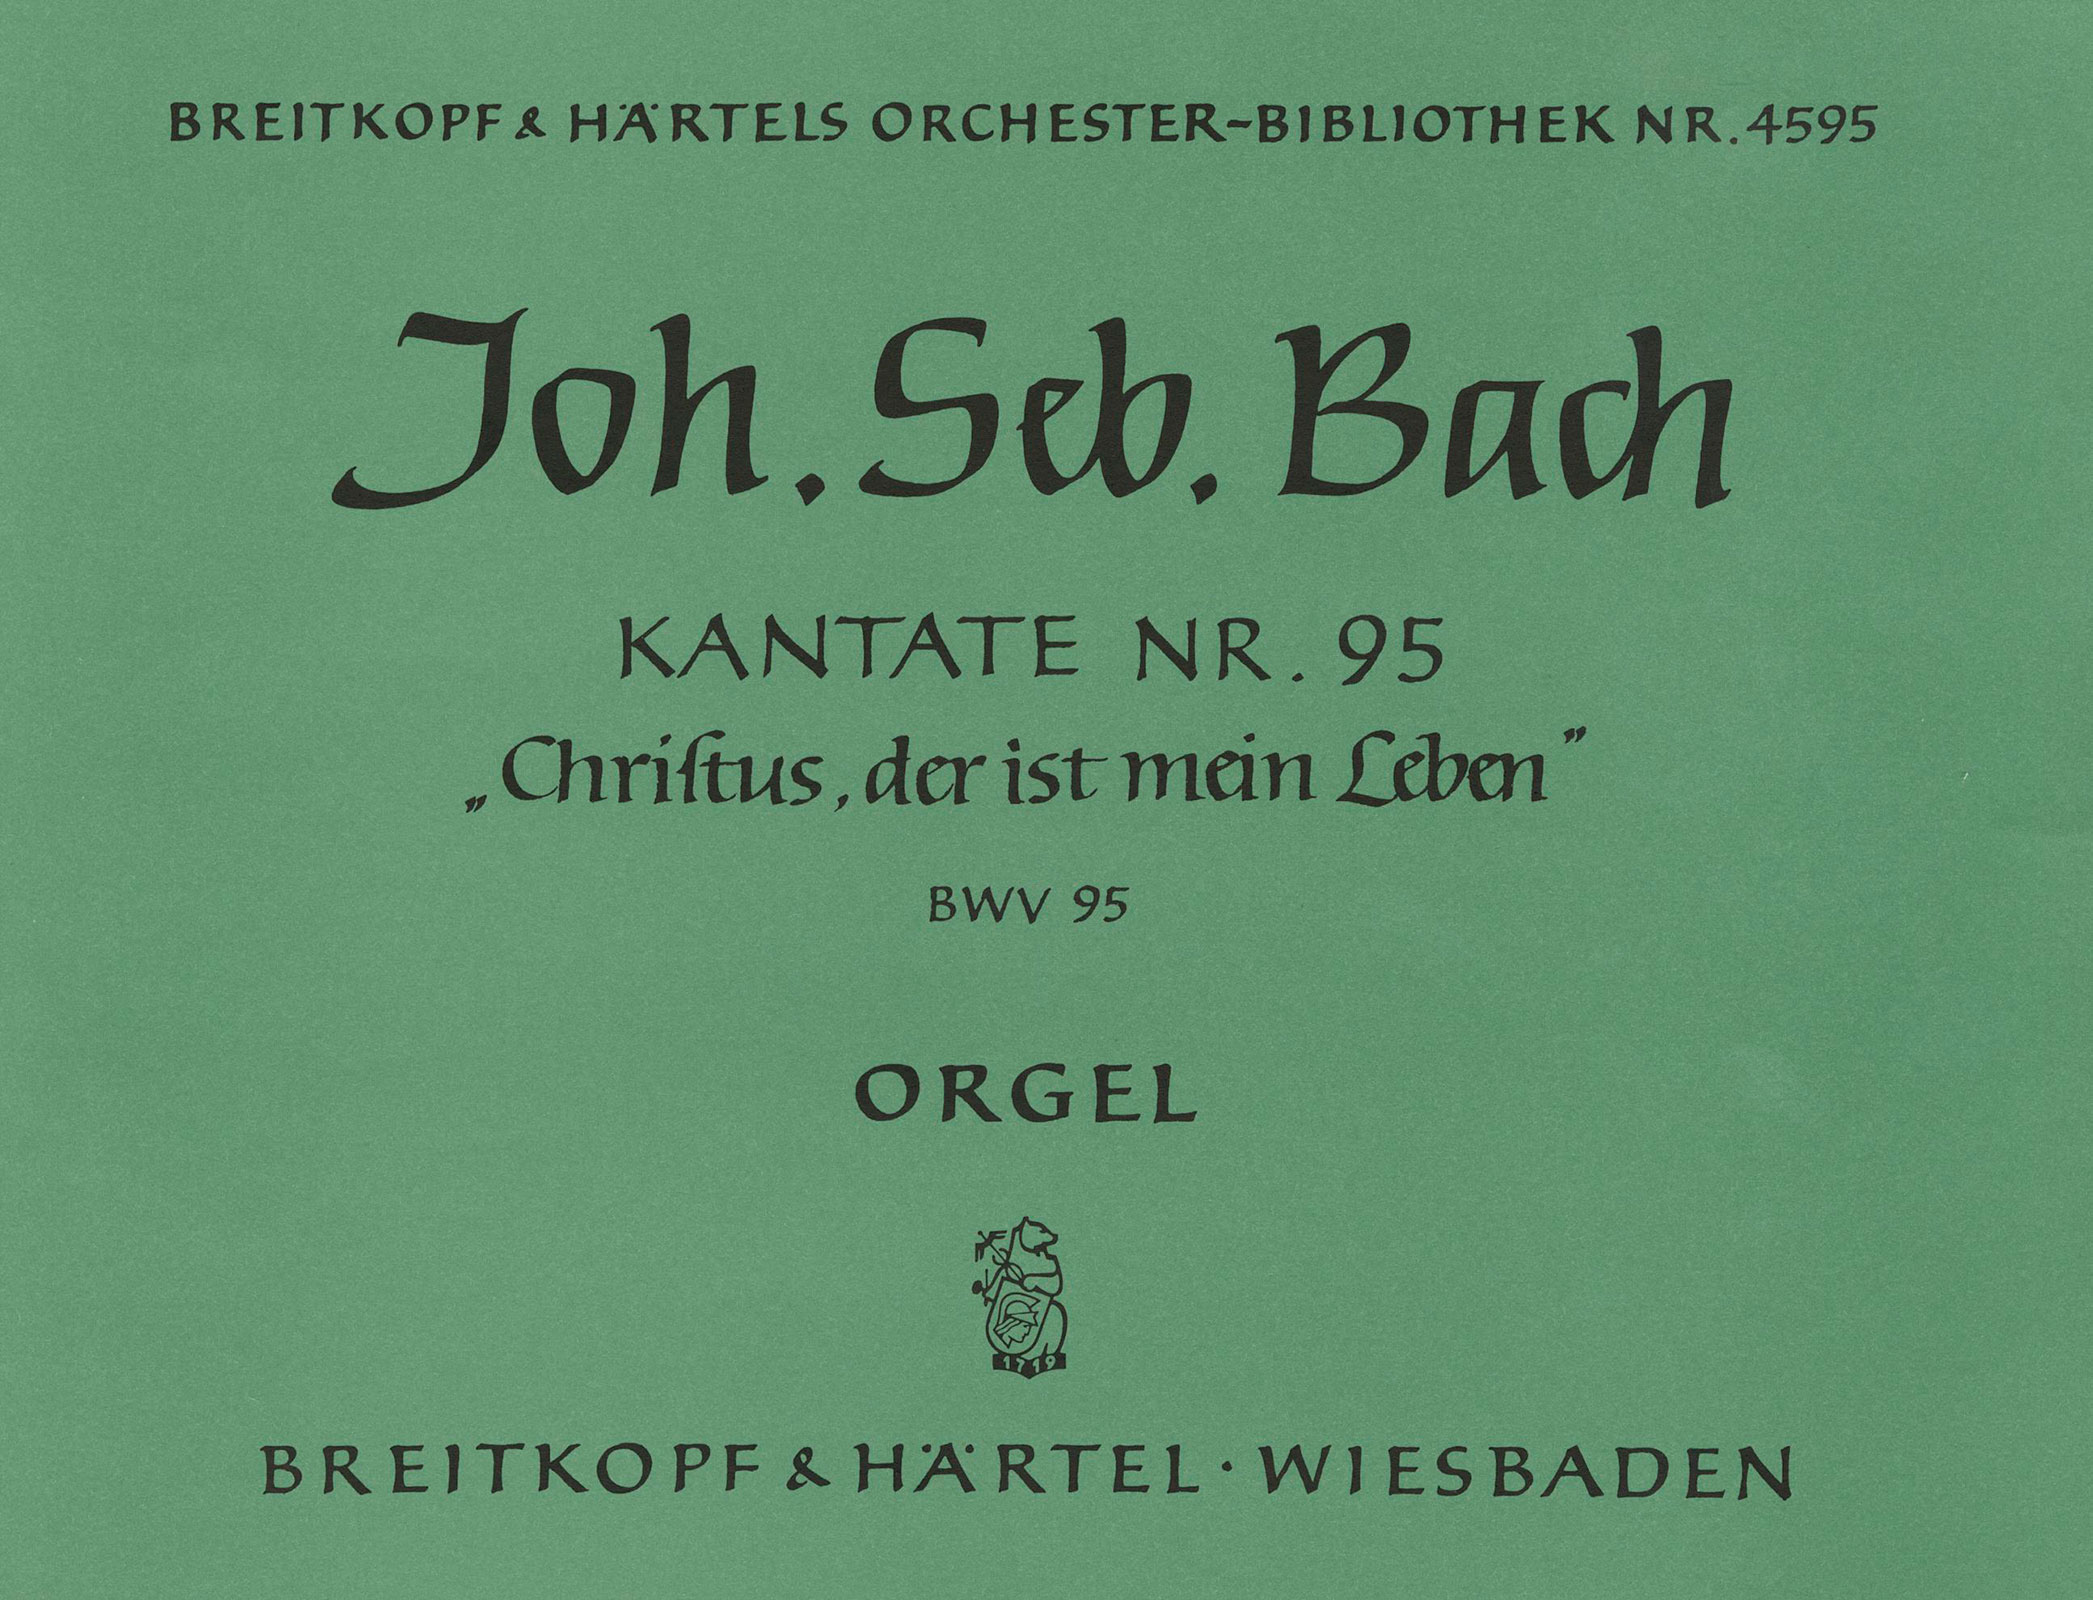 BREITKOPF & HÄRTELS ORCHESTER-BIBLIOTHEK NR. 4595
Joh. Seb. Bach
KANTATE NR. 95
„Chriſtus, der ist mein Leben”
BWV 95
ORGEL
1719
BREITKOPF & HÄRTEL · WIESBADEN